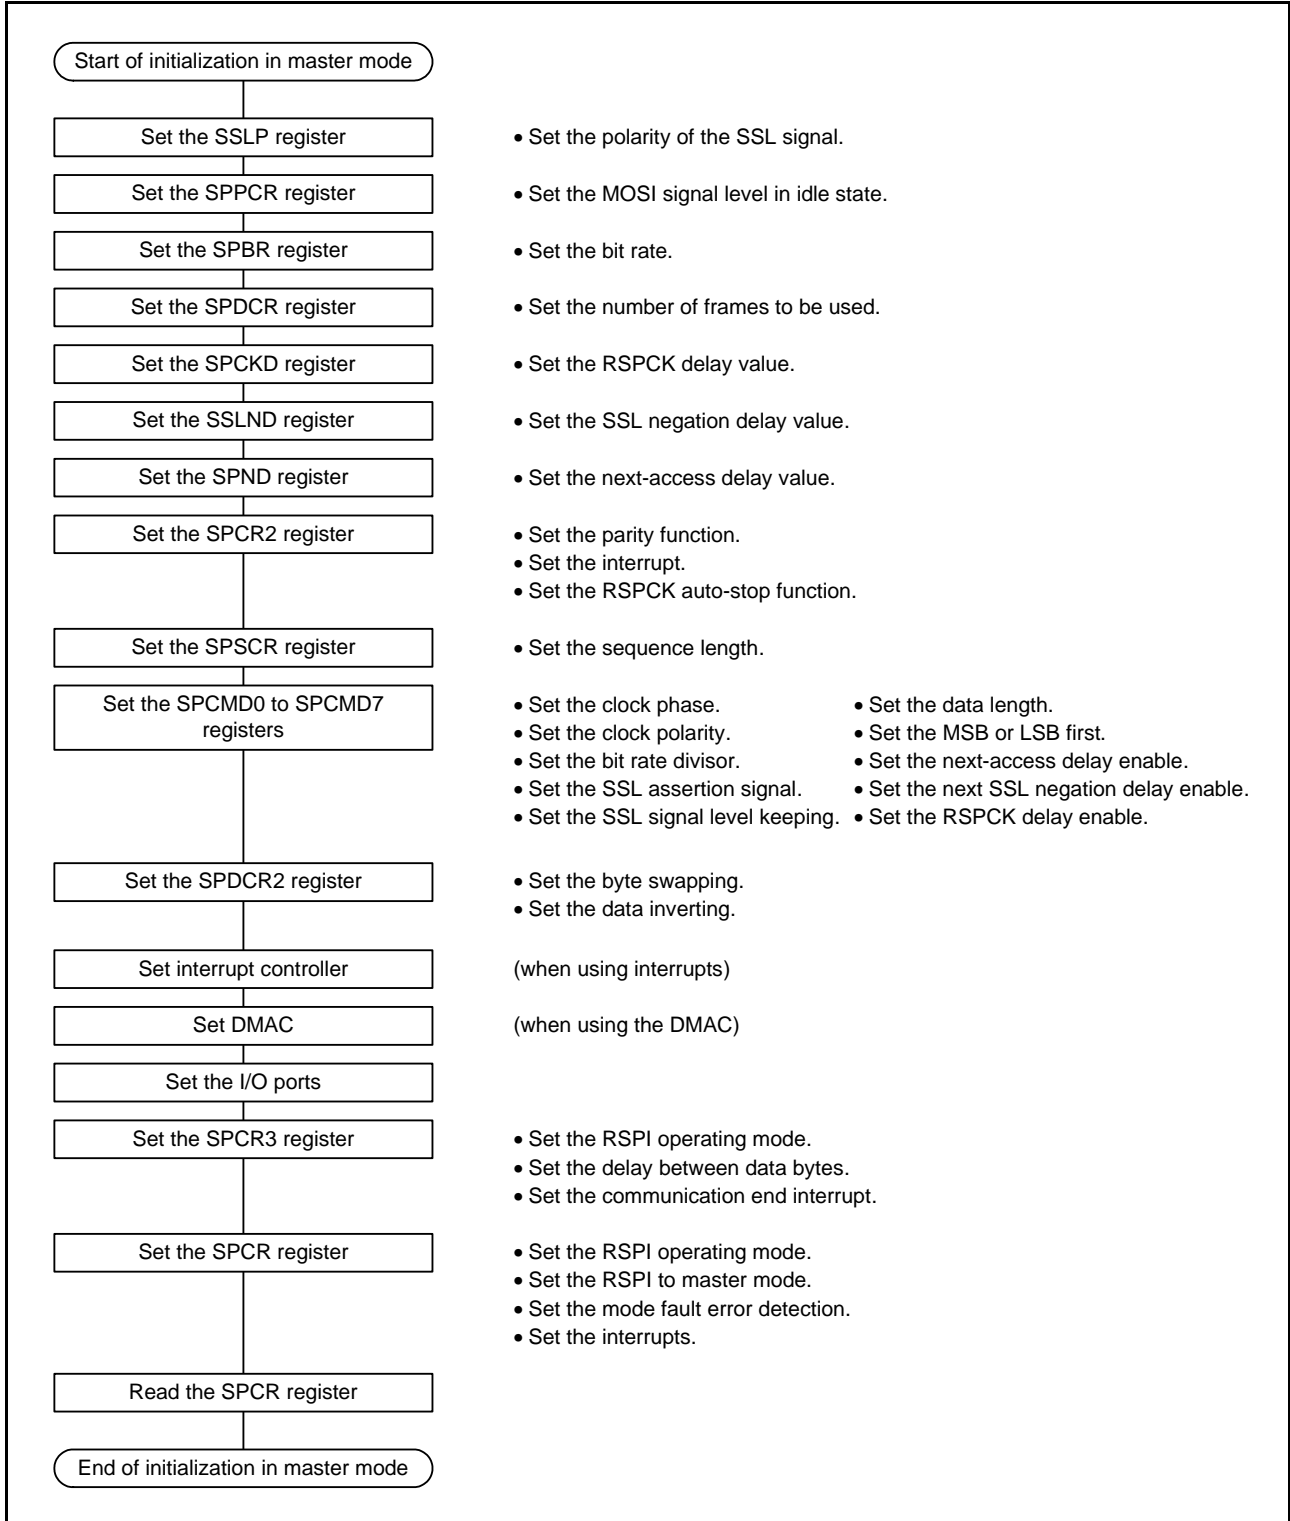 Start of initialization in master mode
Set the SSLP register
• Set the polarity of the SSL signal.
Set the SPPCR register
• Set the MOSI signal level in idle state.
Set the SPBR register
• Set the bit rate.
Set the SPDCR register
• Set the number of frames to be used.
Set the SPCKD register
• Set the RSPCK delay value.
Set the SSLND register
• Set the SSL negation delay value.
Set the SPND register
• Set the next-access delay value.
Set the SPCR2 register
• Set the parity function.
• Set the interrupt.
• Set the RSPCK auto-stop function.
Set the SPSCR register
• Set the sequence length.
Set the SPCMD0 to SPCMD7
registers
• Set the clock phase.
• Set the clock polarity.
• Set the bit rate divisor.
• Set the SSL assertion signal.
• Set the SSL signal level keeping.
• Set the data length.
• Set the MSB or LSB first.
• Set the next-access delay enable.
• Set the next SSL negation delay enable.
• Set the RSPCK delay enable.
Set the SPDCR2 register
• Set the byte swapping.
• Set the data inverting.
Set interrupt controller
(when using interrupts)
Set DMAC
(when using the DMAC)
Set the I/O ports
Set the SPCR3 register
• Set the RSPI operating mode.
• Set the delay between data bytes.
• Set the communication end interrupt.
Set the SPCR register
• Set the RSPI operating mode.
• Set the RSPI to master mode.
• Set the mode fault error detection.
• Set the interrupts.
Read the SPCR register
End of initialization in master mode